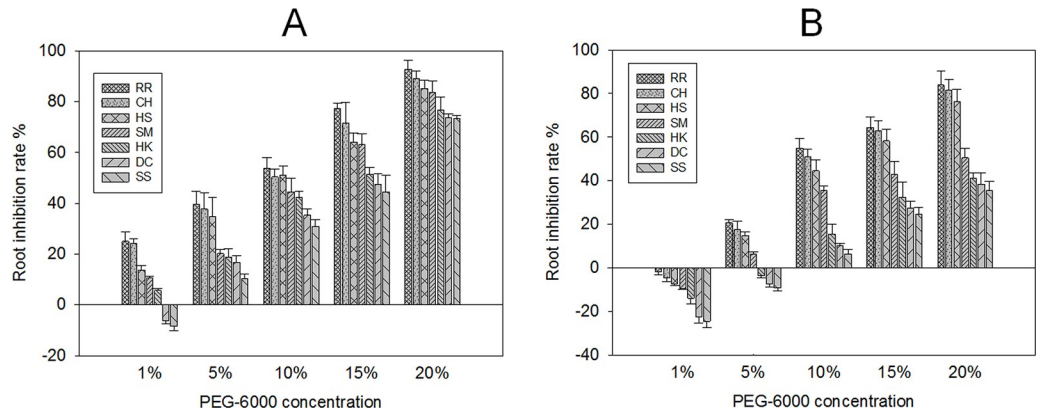 A
Root inhibition rate %
100
80
60
40
20
0
-20
RR
CH
HS
SM
HK
DC
SS
1% 5% 10% 15% 20%
PEG-6000 concentration
B
Root inhibition rate %
100
80
60
40
20
0
-20
-40
RR
CH
HS
SM
HK
DC
SS
1% 5% 10% 15% 20%
PEG-6000 concentration